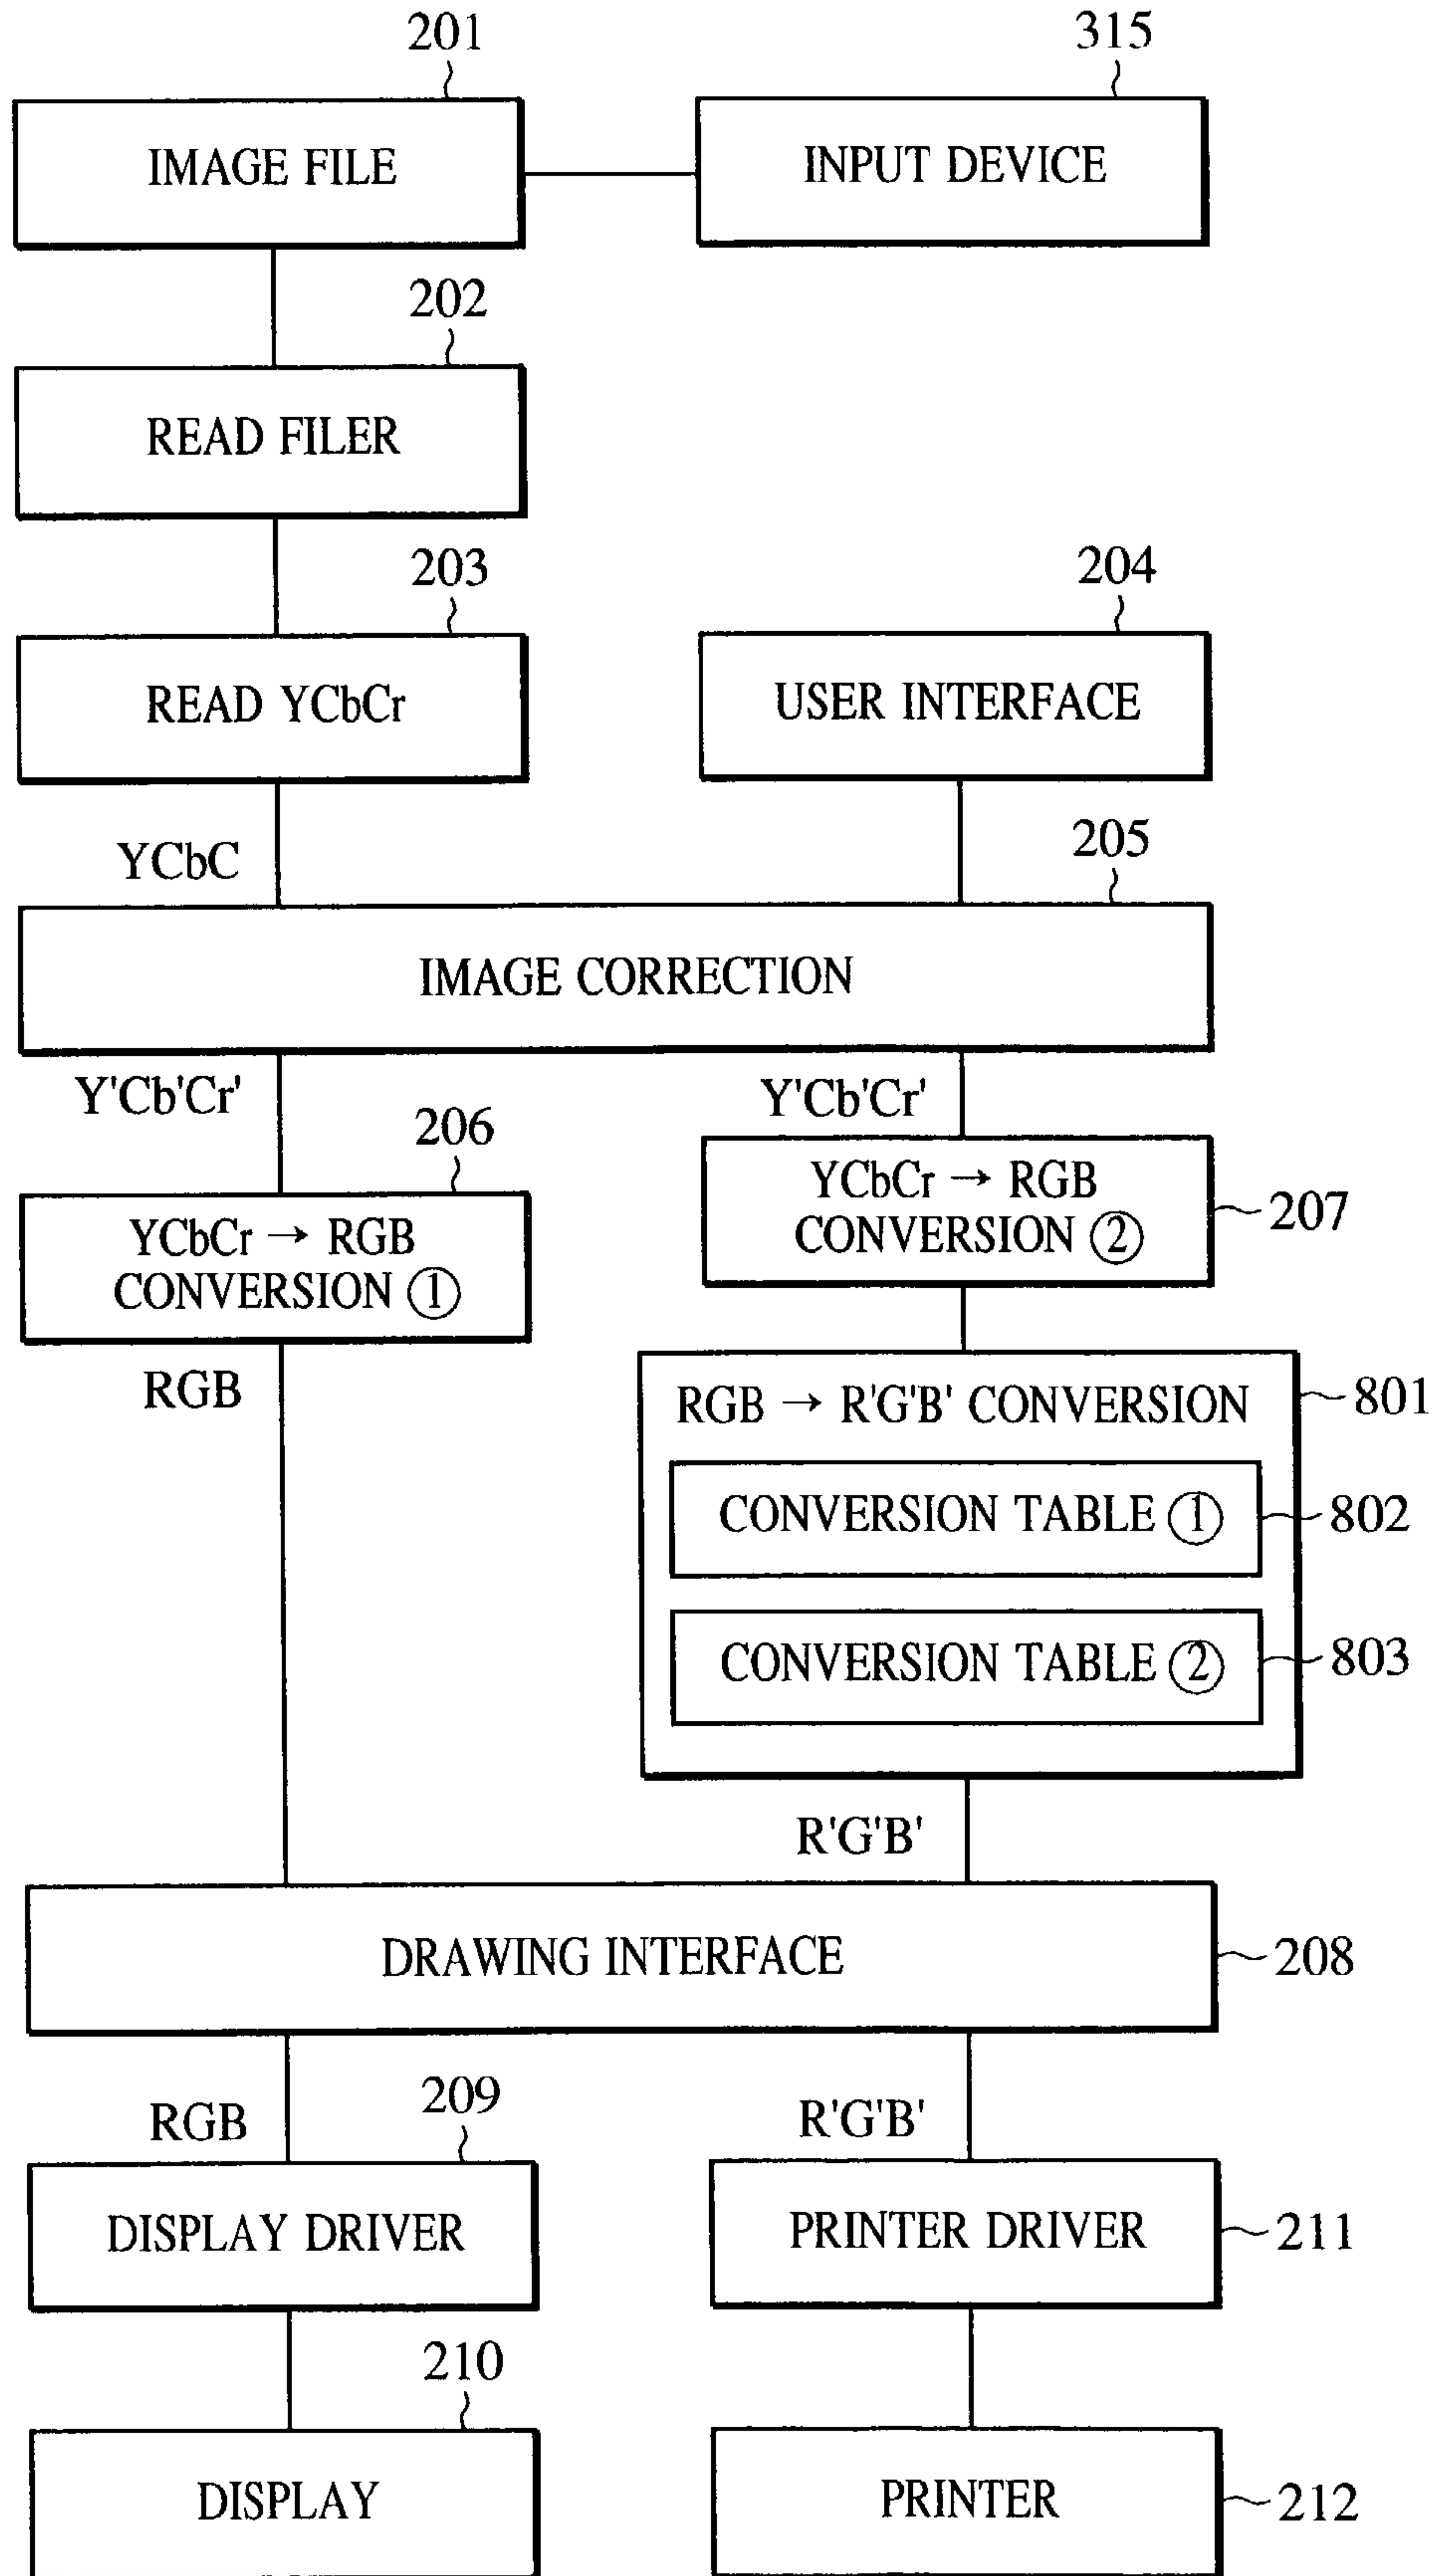 201
315
IMAGE FILE
INPUT DEVICE
202
READ FILER
203
204
READ YCbCr
USER INTERFACE
YCbC
205
IMAGE CORRECTION
Y'Cb'Cr'
Y'Cb'Cr'
206
YCbCr → RGB
CONVERSION ①
YCbCr → RGB
CONVERSION ②
207
RGB
RGB → R'G'B' CONVERSION
801
CONVERSION TABLE ①
802
CONVERSION TABLE ②
803
R'G'B'
DRAWING INTERFACE
208
RGB
209
R'G'B'
DISPLAY DRIVER
PRINTER DRIVER
211
210
DISPLAY
PRINTER
212